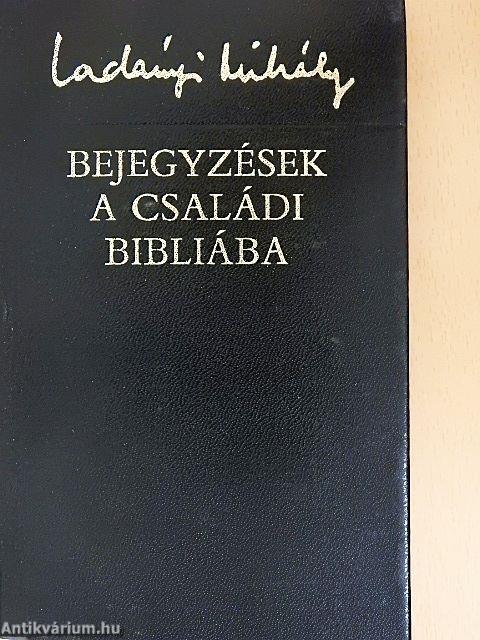 Ladányi Mihály
BEJEGYZÉSEK
A CSALÁDI
BIBLIÁBA
Antikvárium.hu